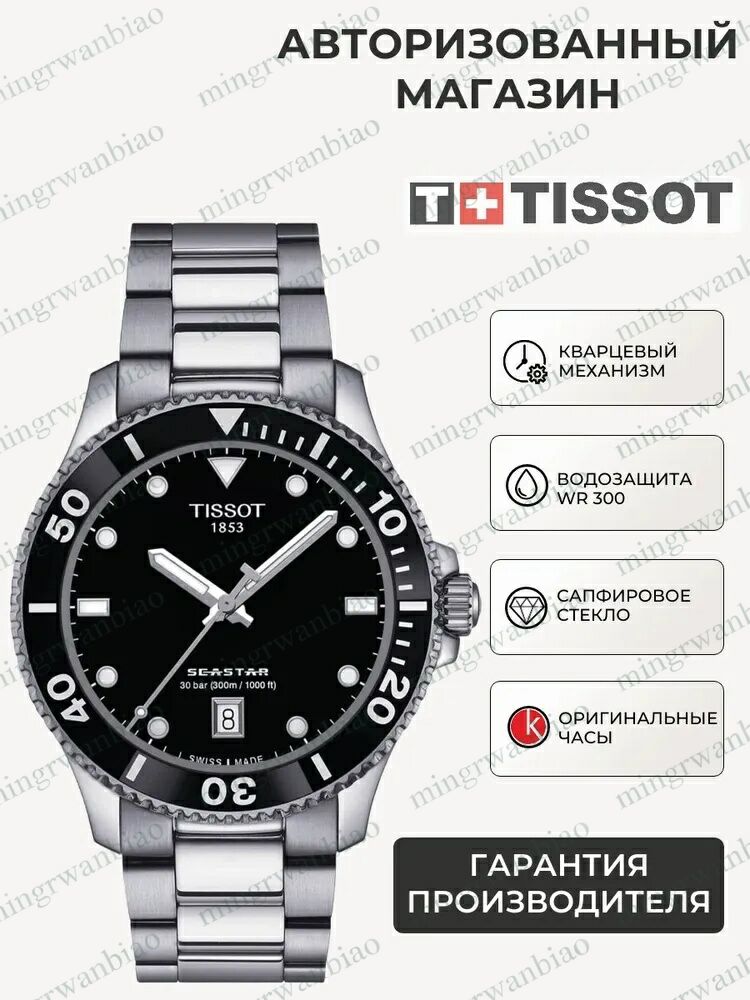 АВТОРИЗОВАННЫЙ
МАГАЗИН
T+TISSOT
КВАРЦЕВЫЙ
МЕХАНИЗМ
ВОДОЗАЩИТА
WR 300
САПФИРОВОЕ
СТЕКЛО
k
ОРИГИНАЛЬНЫЕ
ЧАСЫ
ГАРАНТИЯ
ПРОИЗВОДИТЕЛЯ
TISSOT
1853
SEASTAR
30 bar (300m / 1000 ft)
8
SWISS MADE
10
20
30
40
50
mingrwanbiao